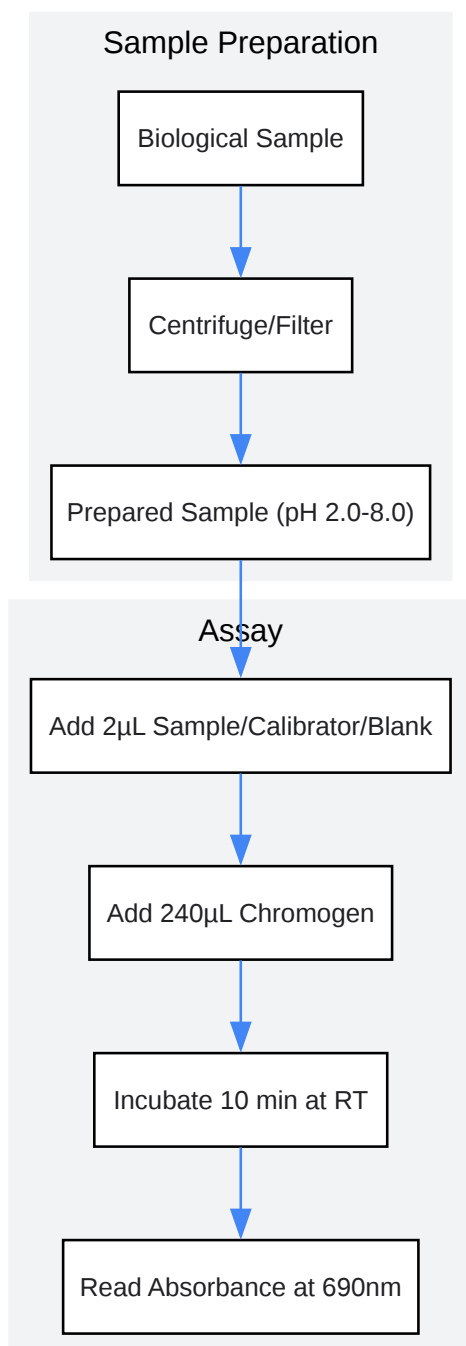 Sample Preparation
Biological Sample
Centrifuge/Filter
Prepared Sample (pH 2.0-8.0)
Assay
Add 2µL Sample/Calibrator/Blank
Add 240µL Chromogen
Incubate 10 min at RT
Read Absorbance at 690nm